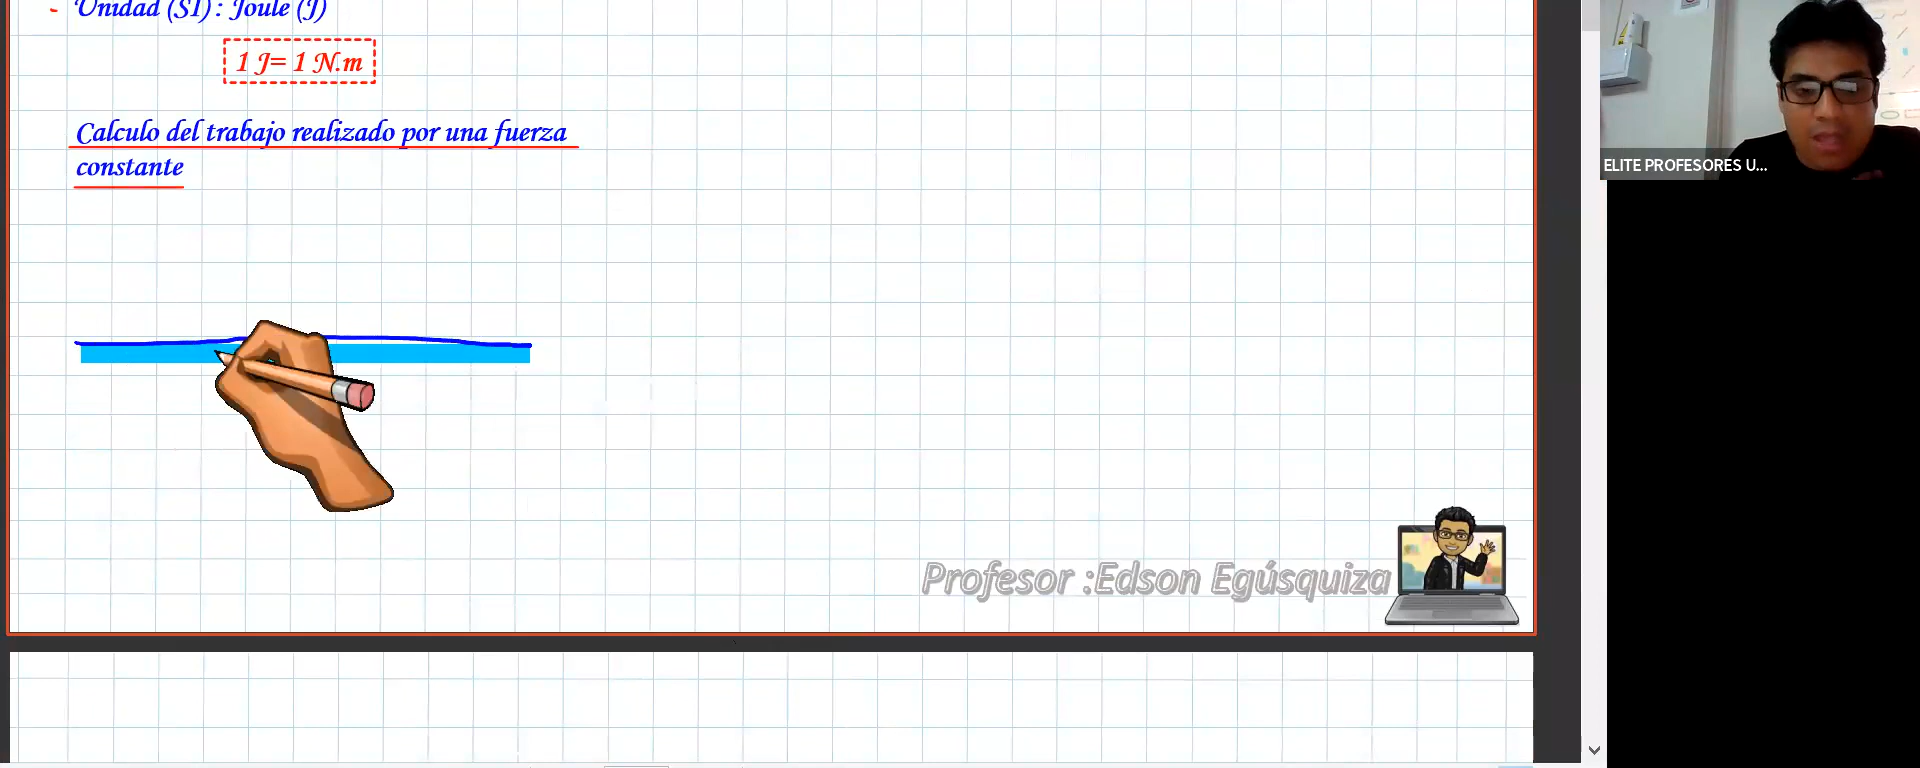 - Unidad (SI) : Joule (J)
1 J= 1 N.m
Calculo del trabajo realizado por una fuerza
constante
ELITE PROFESORES U...
Profesor :Edson Egúsquiza